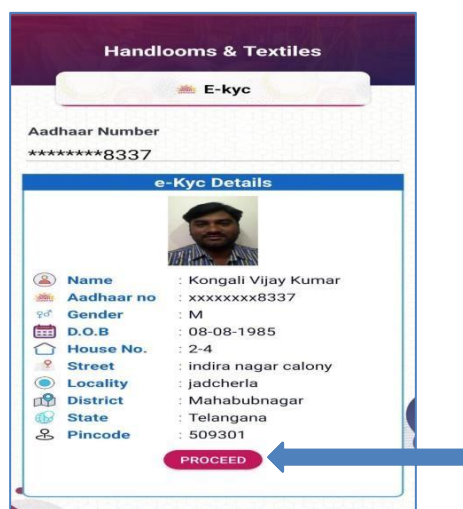 Handlooms & Textiles
E-kyc
Aadhaar Number
********8337
e-Kyc Details
Name : Kongali Vijay Kumar
Aadhaar no : xxxxxxxx8337
Gender : M
D.O.B : 08-08-1985
House No. : 2-4
Street : indira nagar calony
Locality : jadcherla
District : Mahabubnagar
State : Telangana
Pincode : 509301
PROCEED